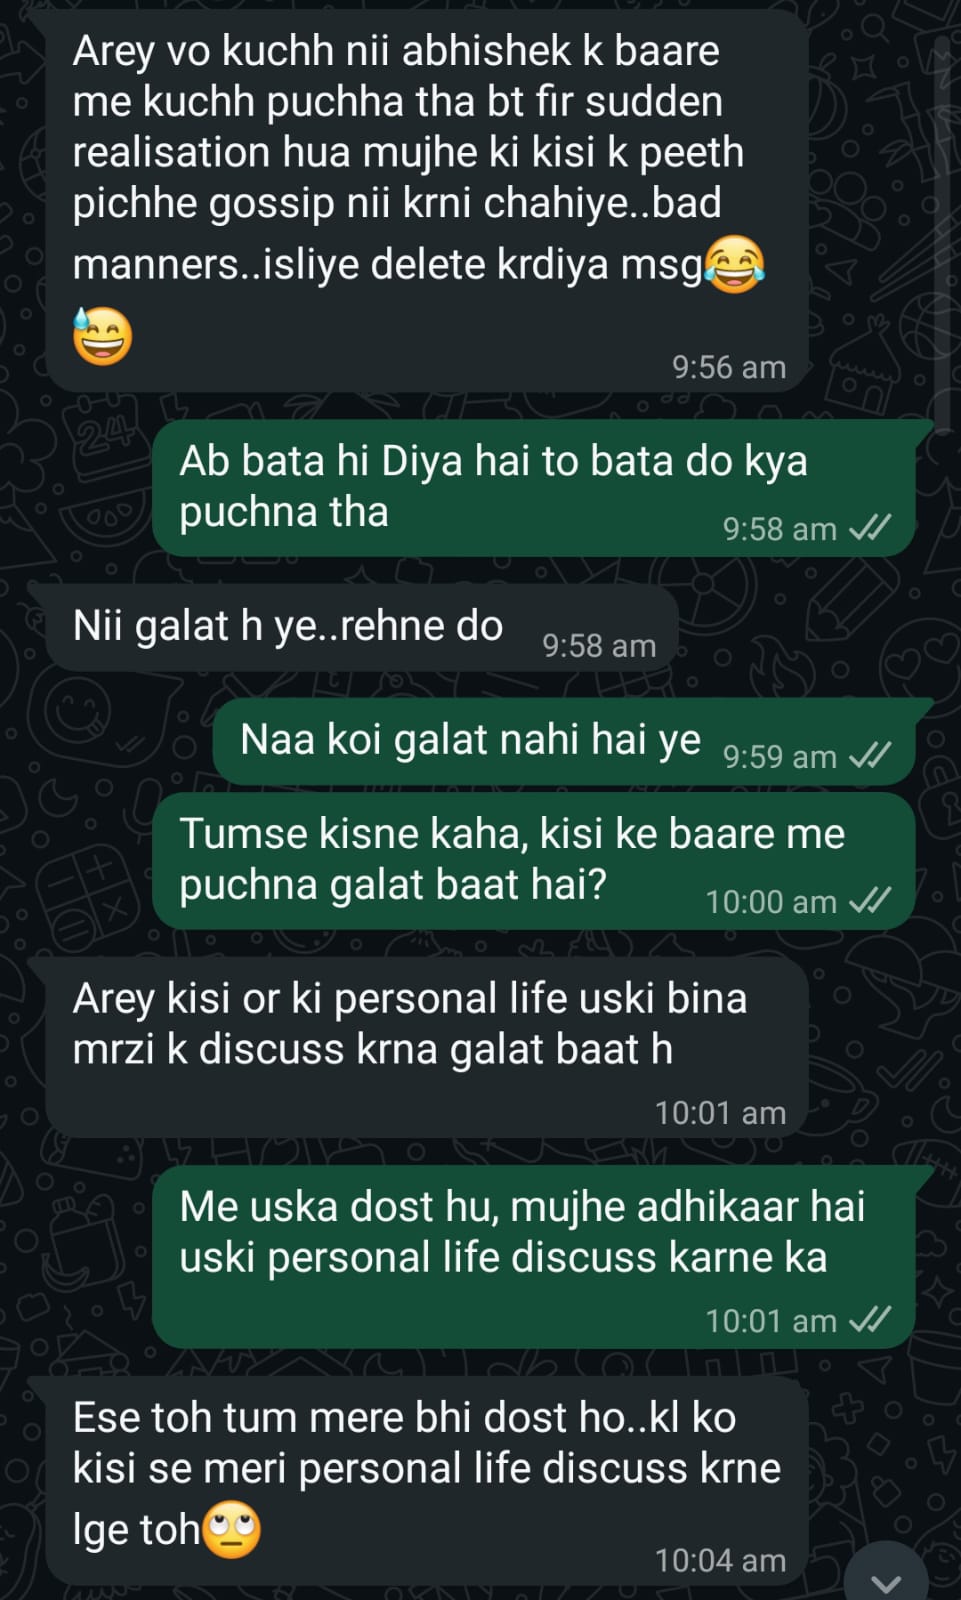 Arey vo kuchh nii abhishek k baare
me kuchh puchha tha bt fir sudden
realisation hua mujhe ki kisi k peeth
pichhe gossip nii krni chahiye..bad
manners..isliye delete krdiya msg😂
😅
9:56 am
Ab bata hi Diya hai to bata do kya
puchna tha
9:58 am
Nii galat h ye..rehne do
9:58 am
Naa koi galat nahi hai ye
9:59 am
Tumse kisne kaha, kisi ke baare me
puchna galat baat hai?
10:00 am
Arey kisi or ki personal life uski bina
mrzi k discuss krna galat baat h
10:01 am
Me uska dost hu, mujhe adhikaar hai
uski personal life discuss karne ka
10:01 am
Ese toh tum mere bhi dost ho..kl ko
kisi se meri personal life discuss krne
lge toh🙄
10:04 am